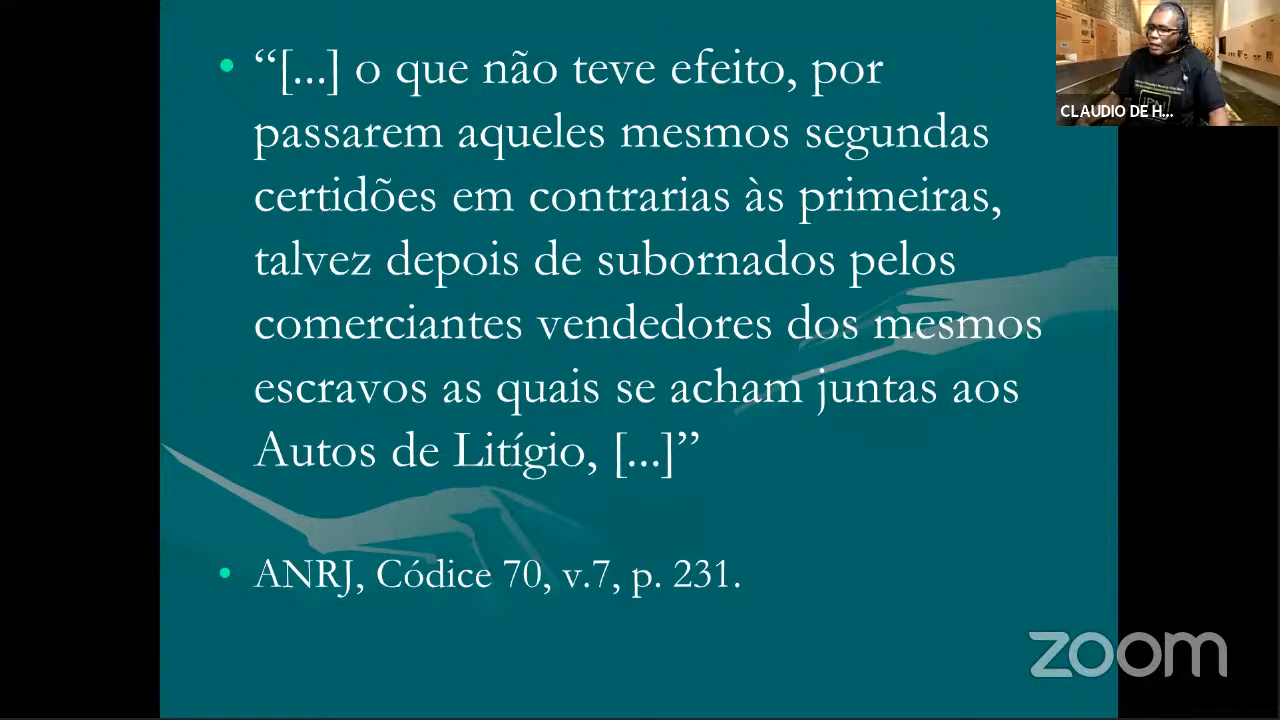 “[...] o que não teve efeito, por
passarem aqueles mesmos segundas
certidões em contrarias às primeiras,
talvez depois de subornados pelos
comerciantes vendedores dos mesmos
escravos as quais se acham juntas aos
Autos de Litígio, [...]”
ANRJ, Códice 70, v.7, p. 231.
CLAUDIO DE H...
zoom